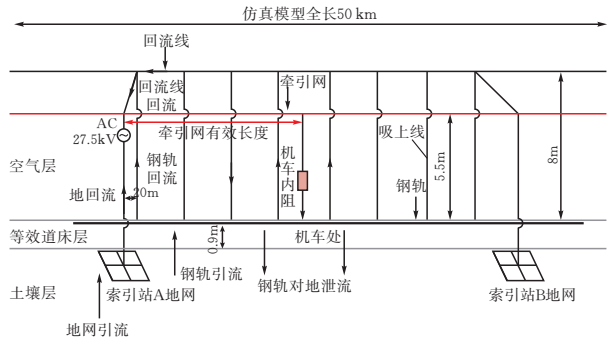 仿真模型全长50 km
回流线
回流线
回流
牵引网
AC
27.5kV
牵引网有效长度
吸上线
空气层
钢轨
回流
机车内阻
5.5m
8m
地回流
20m
钢轨
等效道床层
0.9m
机车处
钢轨引流
钢轨对地泄流
索引站A地网
索引站B地网
土壤层
地网引流